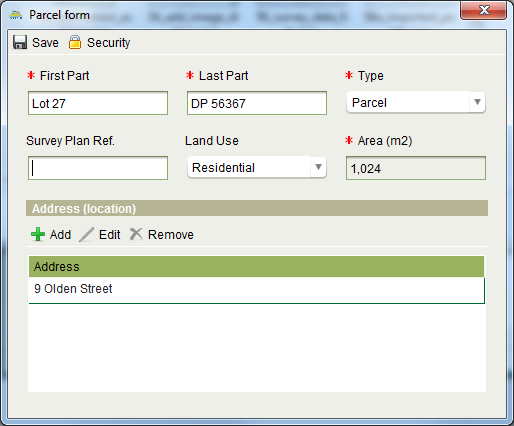 Parcel form
Save Security
* First Part * Last Part * Type
Lot 27 DP 56367 Parcel
Survey Plan Ref. Land Use * Area (m2)
Residential 1,024
Address (location)
Add Edit Remove
Address
9 Olden Street